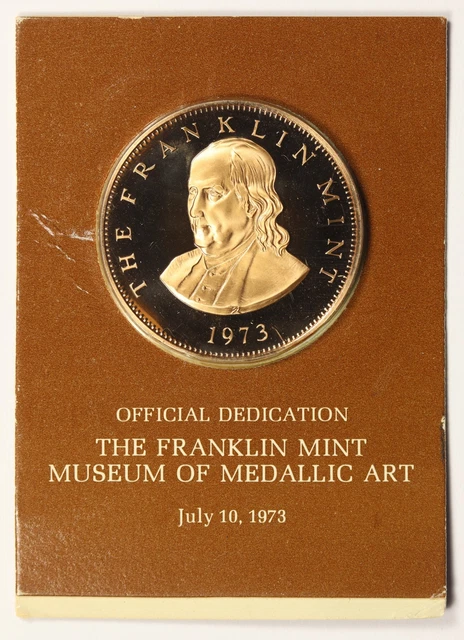 THE FRANKLIN MINT
1973
OFFICIAL DEDICATION
THE FRANKLIN MINT
MUSEUM OF MEDALLIC ART
July 10, 1973